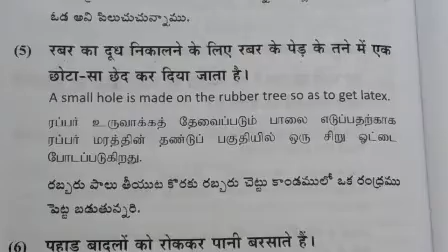 ఓడ అని పిలుచుచున్నాము.
(5) रबर का दूध निकालने के लिए रबर के पेड़ के तने में एक
छोटा-सा छेद कर दिया जाता है।
A small hole is made on the rubber tree so as to get latex.
ரப்பர் உருவாக்கத் தேவைப்படும் பாலை எடுப்பதற்காக
ரப்பர் மரத்தின் தண்டுப் பகுதியில் ஒரு சிறு ஓட்டை
போடப்படுகிறது.
రబ్బరు పాలు తీయుట కొరకు రబ్బరు చెట్టు కాండములో ఒక రంధ్రము
పెట్ట బడుతున్నది.
(6) पहाड़ बादलों को रोककर पानी बरसाते हैं।